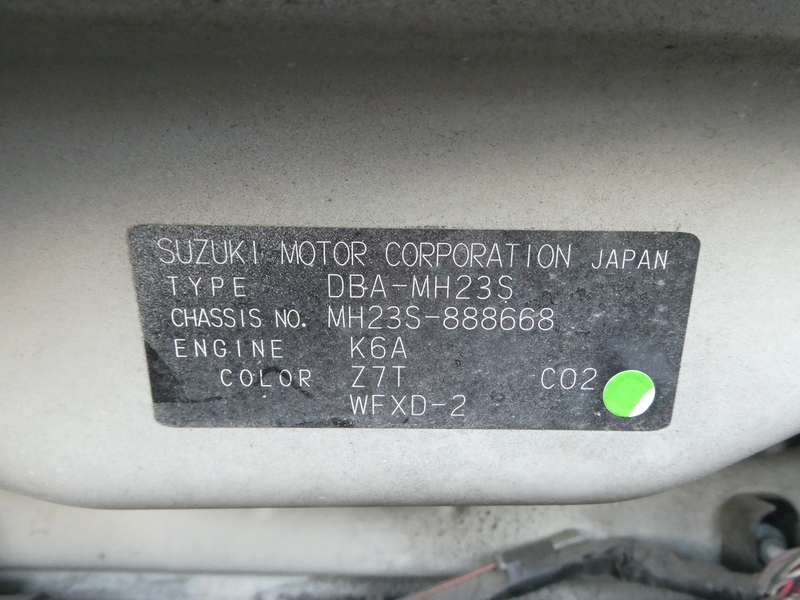 SUZUKI MOTOR CORPORATION JAPAN
TYPE DBA-MH23S
CHASSIS NO. MH23S-888668
ENGINE K6A
COLOR Z7T C02
WFXD-2